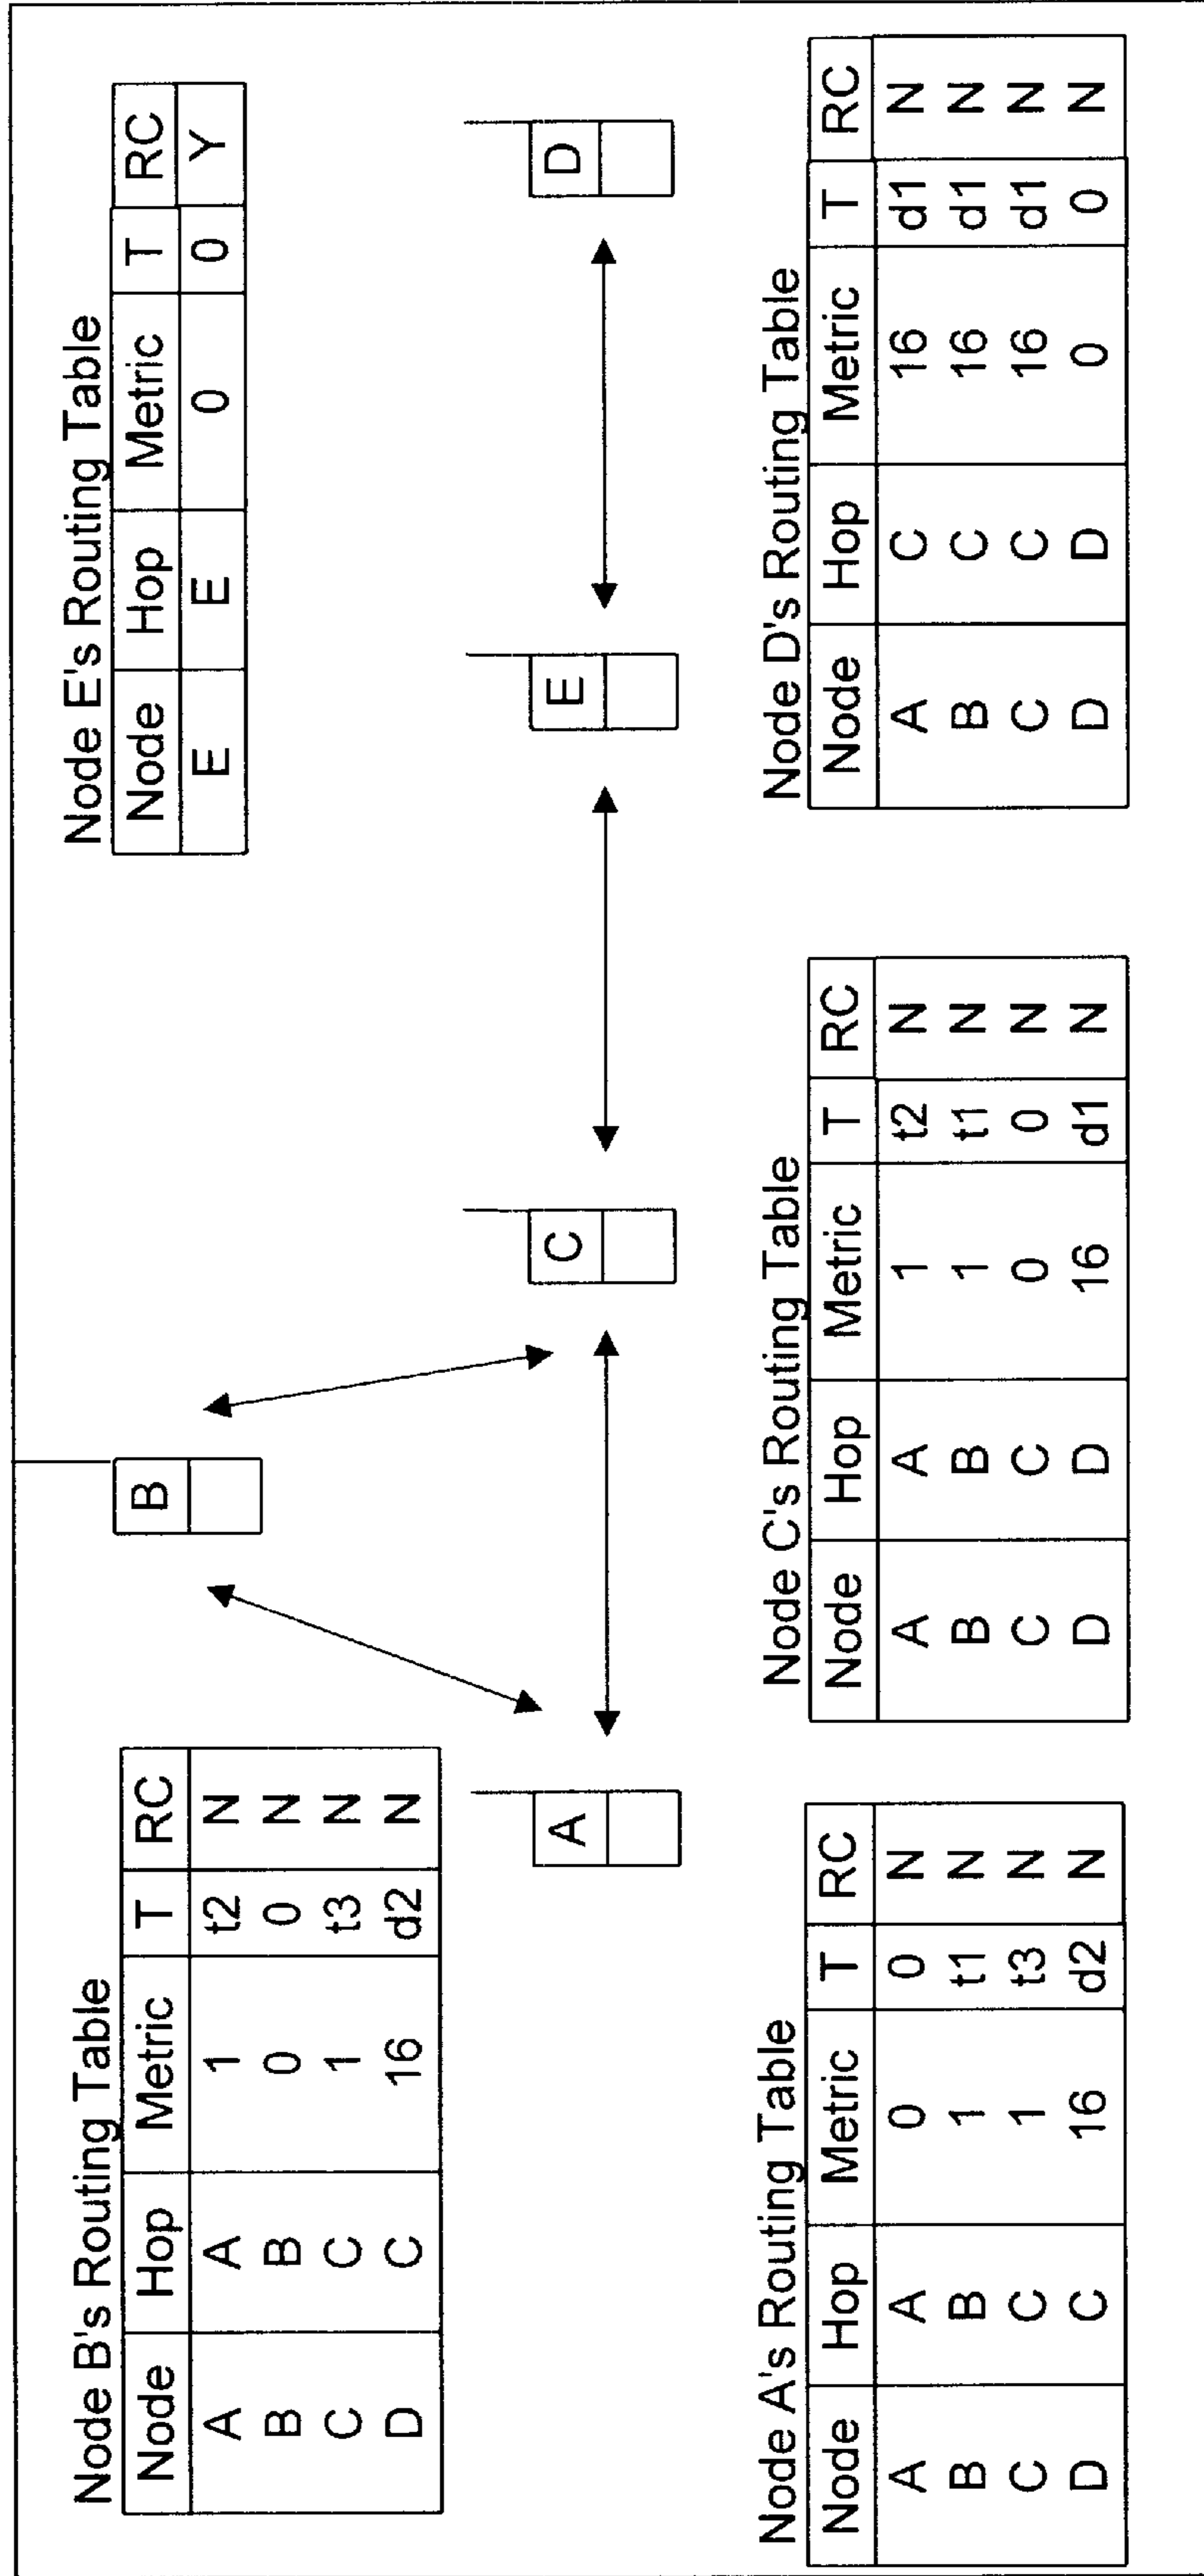 Node B's Routing Table
Node Hop Metric T RC
A A 1 t2 N
B B 0 0 N
C C 1 t3 N
D C 16 d2 N
Node E's Routing Table
Node Hop Metric T RC
E E 0 0 Y
B
A
C
E
D
Node A's Routing Table
Node Hop Metric T RC
A A 0 0 N
B B 1 t1 N
C C 1 t3 N
D C 16 d2 N
Node C's Routing Table
Node Hop Metric T RC
A A 1 t2 N
B B 1 t1 N
C C 0 0 N
D D 16 d1 N
Node D's Routing Table
Node Hop Metric T RC
A C 16 d1 N
B C 16 d1 N
C C 16 d1 N
D D 0 0 N